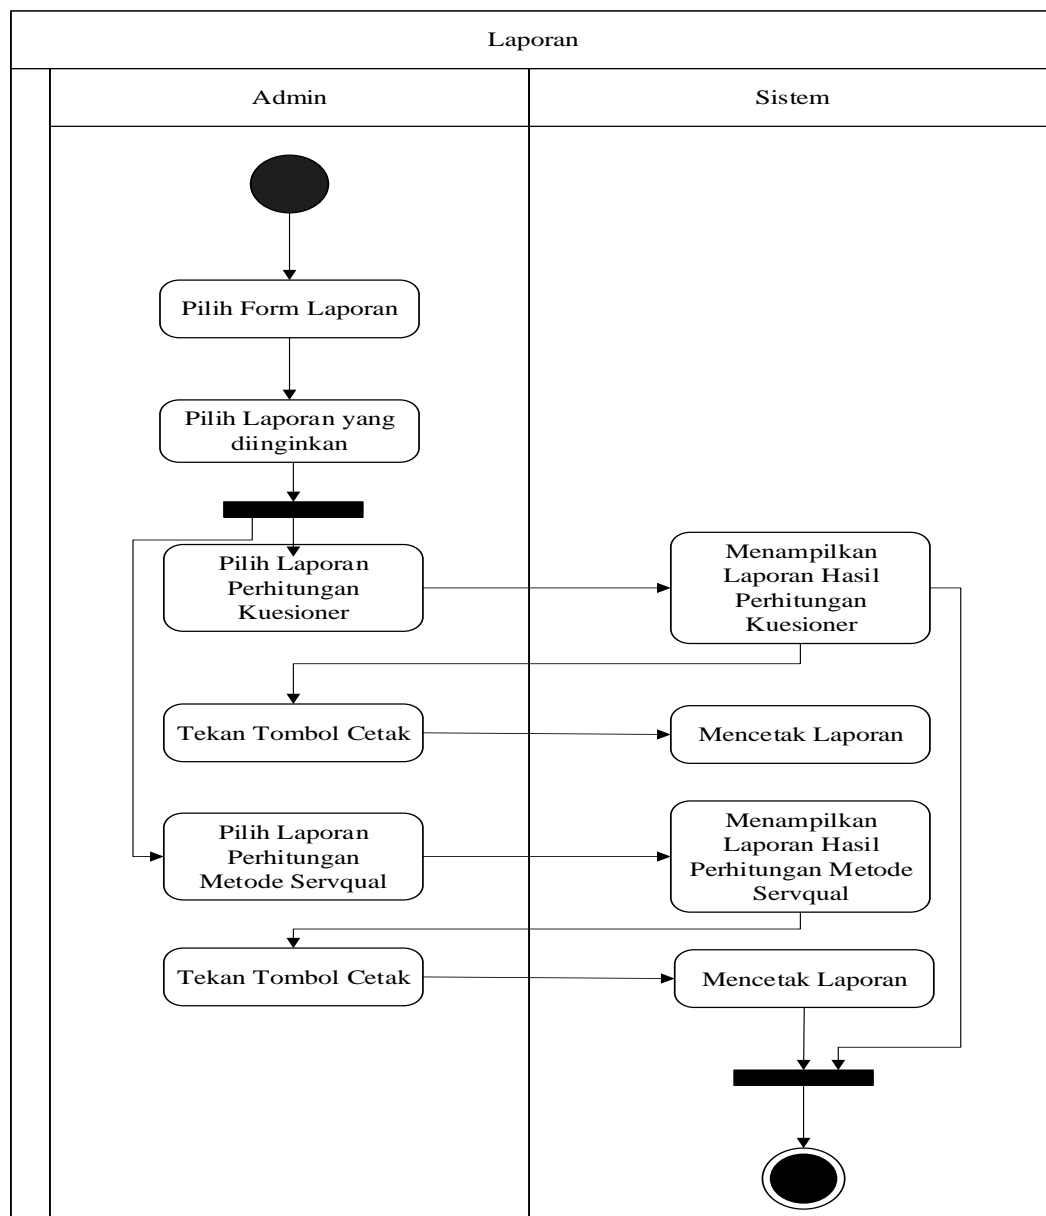 Laporan
Admin
Sistem
Pilih Form Laporan
Pilih Laporan yang
diinginkan
Pilih Laporan
Perhitungan
Kuesioner
Menampilkan
Laporan Hasil
Perhitungan
Kuesioner
Tekan Tombol Cetak
Mencetak Laporan
Pilih Laporan
Perhitungan
Metode Servqual
Menampilkan
Laporan Hasil
Perhitungan Metode
Servqual
Tekan Tombol Cetak
Mencetak Laporan